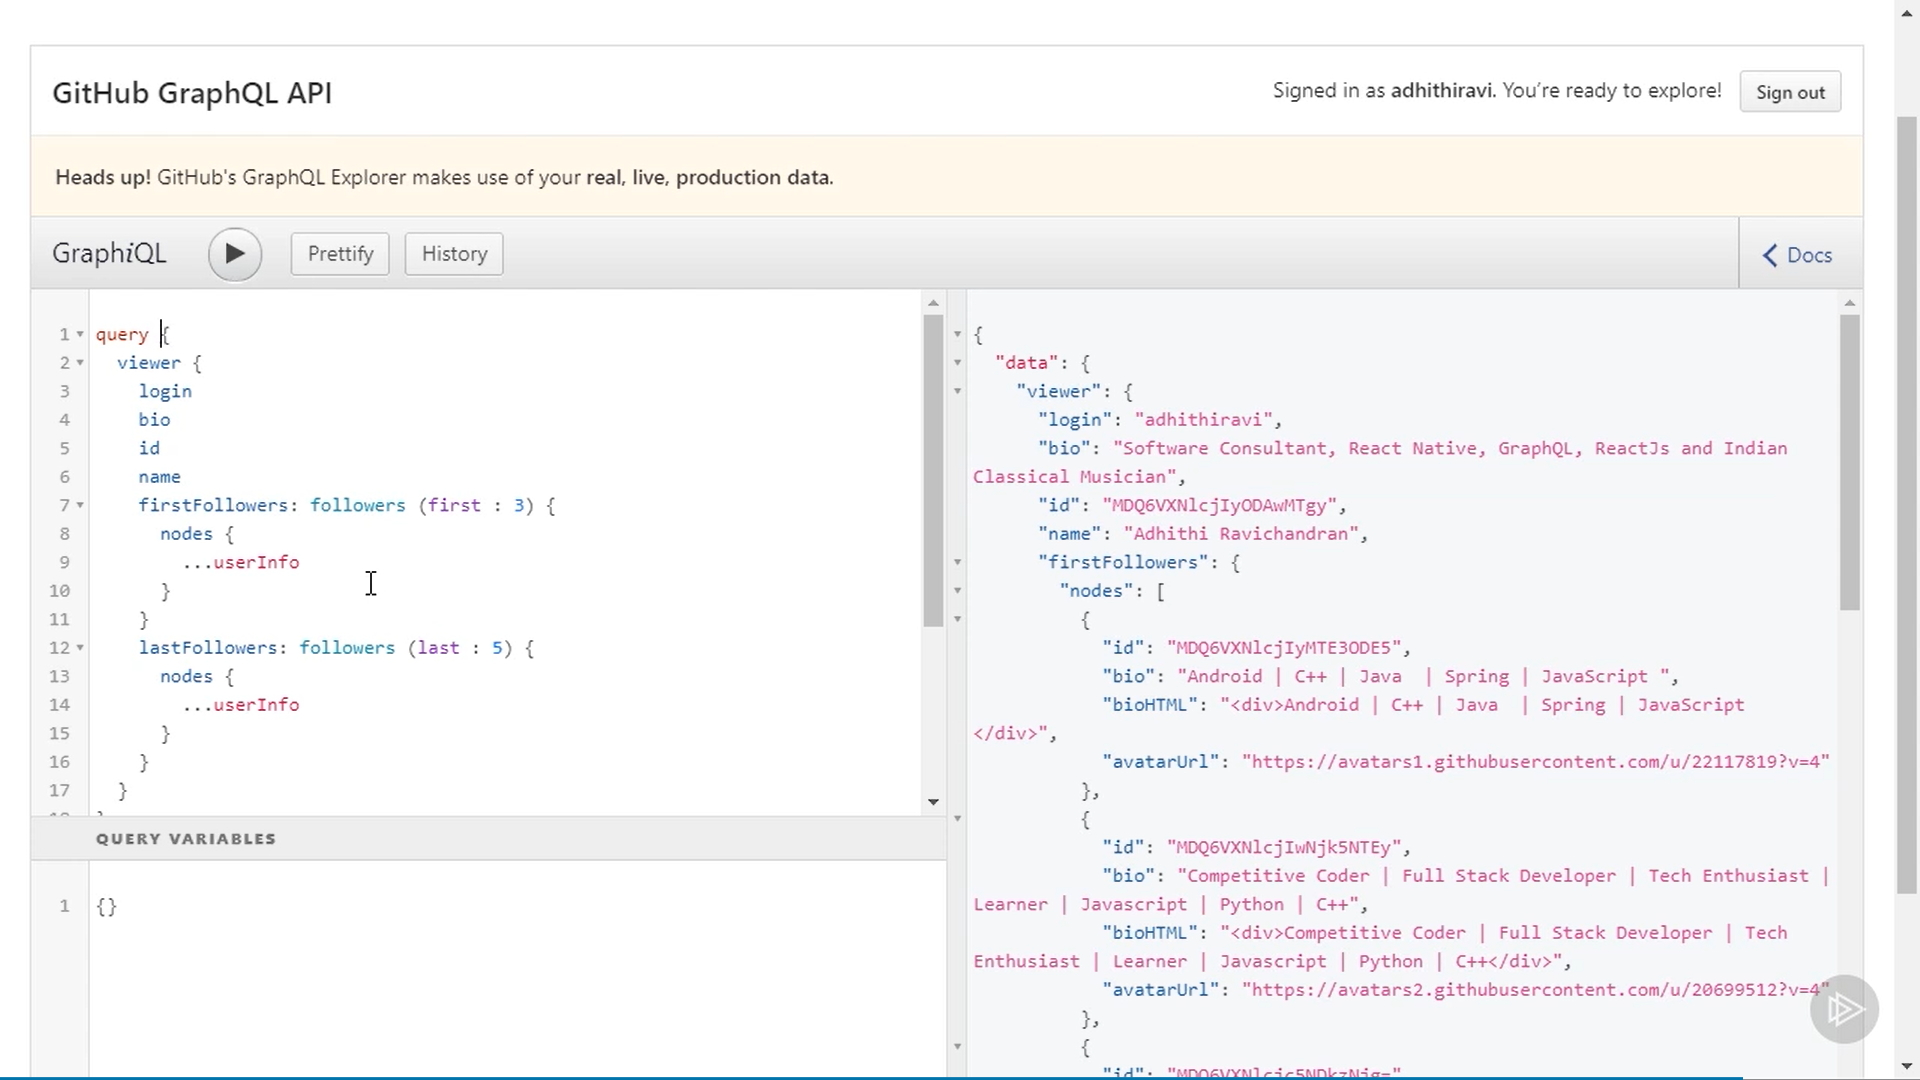 GitHub GraphQL API
Signed in as adhithiravi. You're ready to explore!
Sign out
Heads up! GitHub's GraphQL Explorer makes use of your real, live, production data.
GraphiQL
Prettify
History
Docs
1 query {
2 viewer {
3 login
4 bio
5 id
6 name
7 firstFollowers: followers (first : 3) {
8 nodes {
9 ...userInfo
10 }
11 }
12 lastFollowers: followers (last : 5) {
13 nodes {
14 ...userInfo
15 }
16 }
17 }
QUERY VARIABLES
1 {}
{
"data": {
"viewer": {
"login": "adhithiravi",
"bio": "Software Consultant, React Native, GraphQL, ReactJs and Indian
Classical Musician",
"id": "MDQ6VXNlcjIyODAwMTgy",
"name": "Adhithi Ravichandran",
"firstFollowers": {
"nodes": [
{
"id": "MDQ6VXNlcjIyMTE3ODE5",
"bio": "Android | C++ | Java  | Spring | JavaScript ",
"bioHTML": "<div>Android | C++ | Java  | Spring | JavaScript
</div>",
"avatarUrl": "https://avatars1.githubusercontent.com/u/22117819?v=4"
},
{
"id": "MDQ6VXNlcjIwNjk5NTEy",
"bio": "Competitive Coder | Full Stack Developer | Tech Enthusiast |
Learner | Javascript | Python | C++",
"bioHTML": "<div>Competitive Coder | Full Stack Developer | Tech
Enthusiast | Learner | Javascript | Python | C++</div>",
"avatarUrl": "https://avatars2.githubusercontent.com/u/20699512?v=4"
},
{